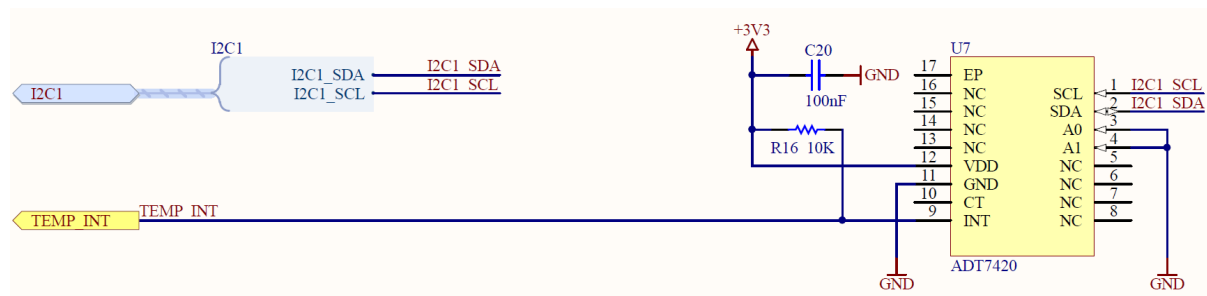 I2C1
I2C1
I2C1_SDA
I2C1_SCL
I2C1_SDA
I2C1_SCL
TEMP_INT
TEMP_INT
+3V3
C20
100nF
GND
R16 10K
GND
U7
17 EP
16 NC
15 NC
14 NC
13 NC
12 VDD
11 GND
10 CT
9 INT
SCL 1 I2C1_SCL
SDA 2 I2C1_SDA
A0 3
A1 4
NC 5
NC 6
NC 7
NC 8
ADT7420
GND